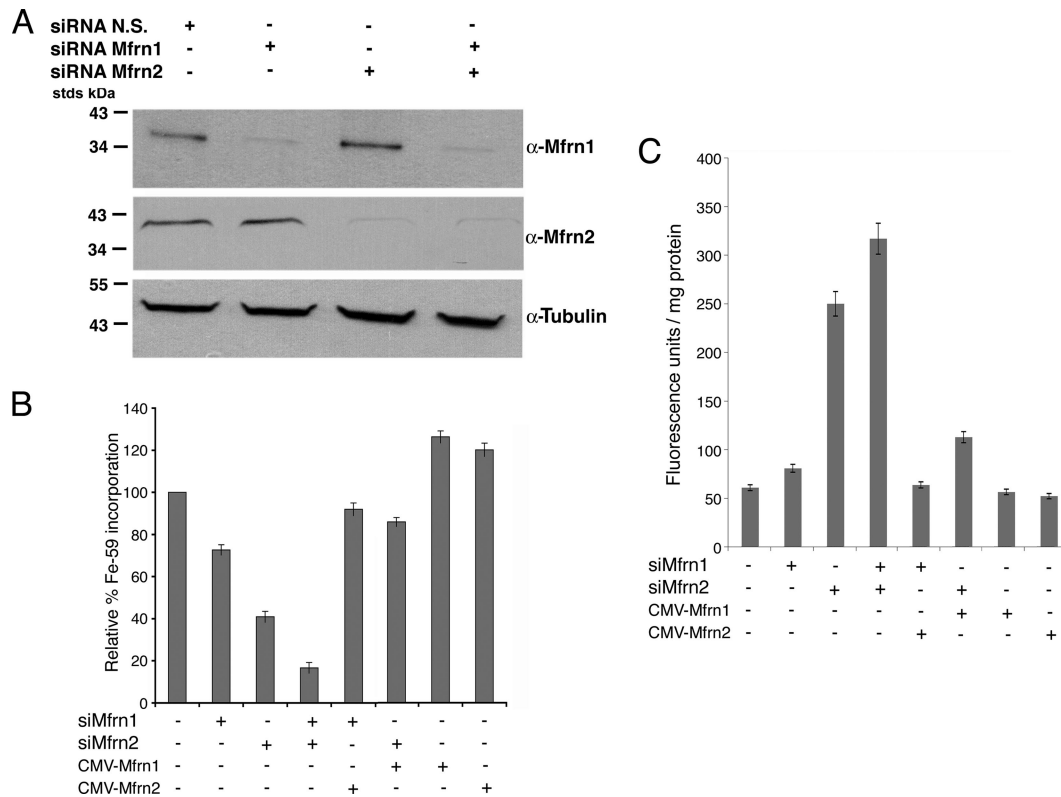 A
siRNA N.S. + - - -
siRNA Mfrn1 - + - +
siRNA Mfrn2 - - + +
stds kDa
43
34
α-Mfrn1
43
34
α-Mfrn2
55
43
α-Tubulin
B
Relative % Fe-59 incorporation
140
120
100
80
60
40
20
0
siMfrn1 - + - + + - - -
siMfrn2 - - + + - + - -
CMV-Mfrn1 - - - - - + + -
CMV-Mfrn2 - - - - + - - +
C
Fluorescence units / mg protein
400
350
300
250
200
150
100
50
0
siMfrn1 - + - + + - - -
siMfrn2 - - + + - + - -
CMV-Mfrn1 - - - - - + + -
CMV-Mfrn2 - - - - + - - +